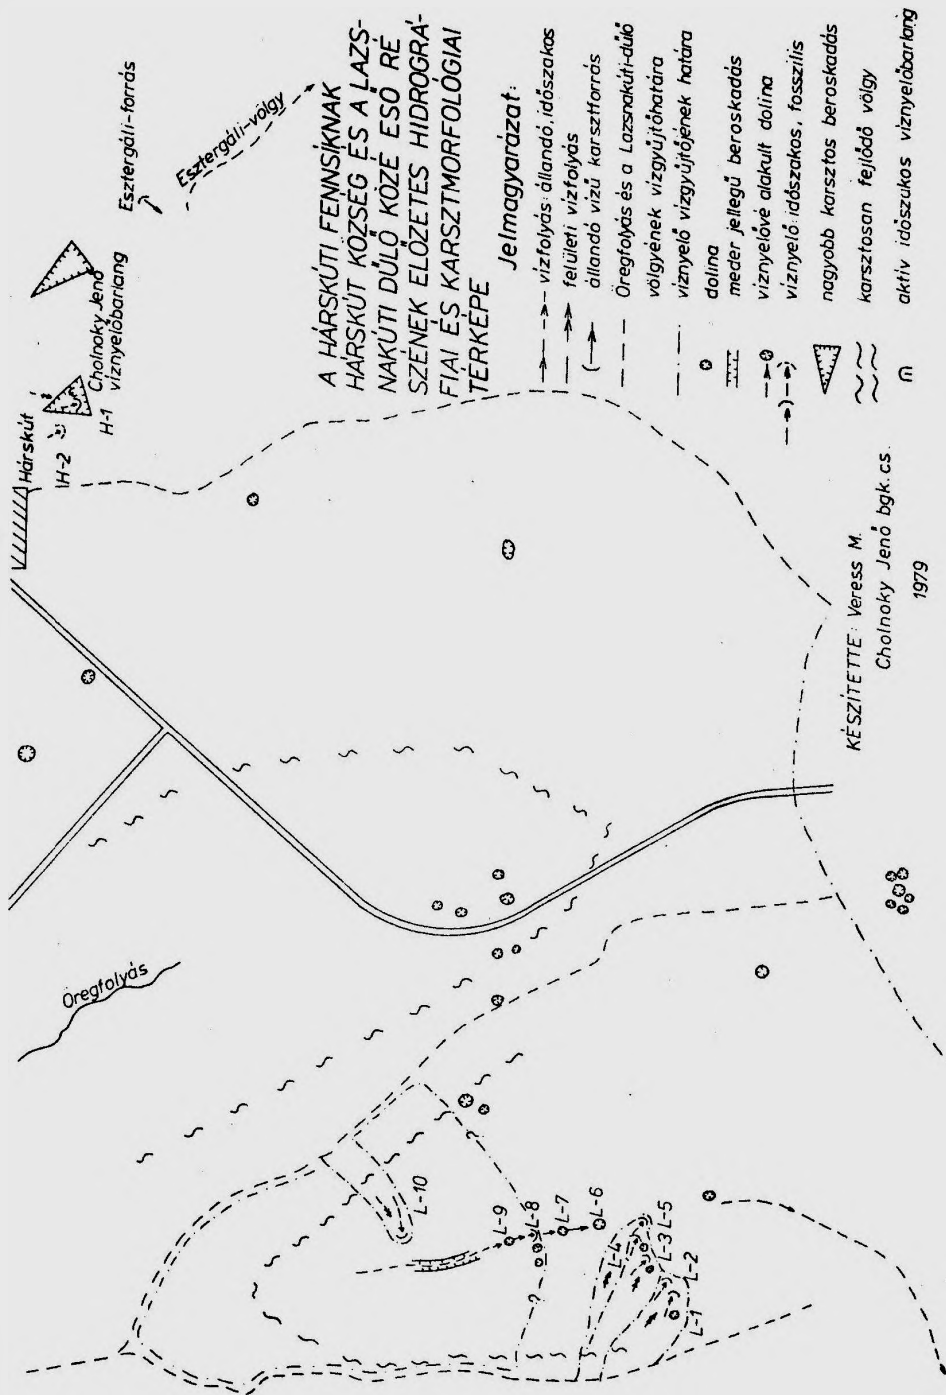 A HÁRSKÚTI FENNSÍKNAK
HÁRSKÚT KÖZSÉG ÉS A LAZS-
NAKÚTI DŰLŐ KÖZÉ ESŐ RÉ
SZÉNEK ELŐZETES HIDROGRÁ-
FIAI ÉS KARSZTMORFOLÓGIAI
TÉRKÉPE
Jelmagyarázat:
vízfolyás: állandó, időszakos
felületi vízfolyás
állandó vizű karsztforrás
Öregfolyás és a Lazsnakúti-dűlő
völgyének vízgyűjtőhatára
víznyelő vízgyűjtőjének határa
dolina
meder jellegű beroskadás
víznyelővé alakult dolina
víznyelő: időszakos, fosszilis
nagyobb karsztos beroskadás
karsztosan fejlődő völgy
aktív időszakos víznyelőbarlang
KÉSZÍTETTE: Veress M.
Cholnoky Jenő bgk. cs.
1979
Esztergáli-forrás
Esztergáli-völgy
Hárskút
H-2
H-1
Cholnoky Jenő
víznyelőbarlang
Öregfolyás
L-10
L-9
L-8
L-7
L-6
L-5
L-4
L-3
L-2
L-1
?
?